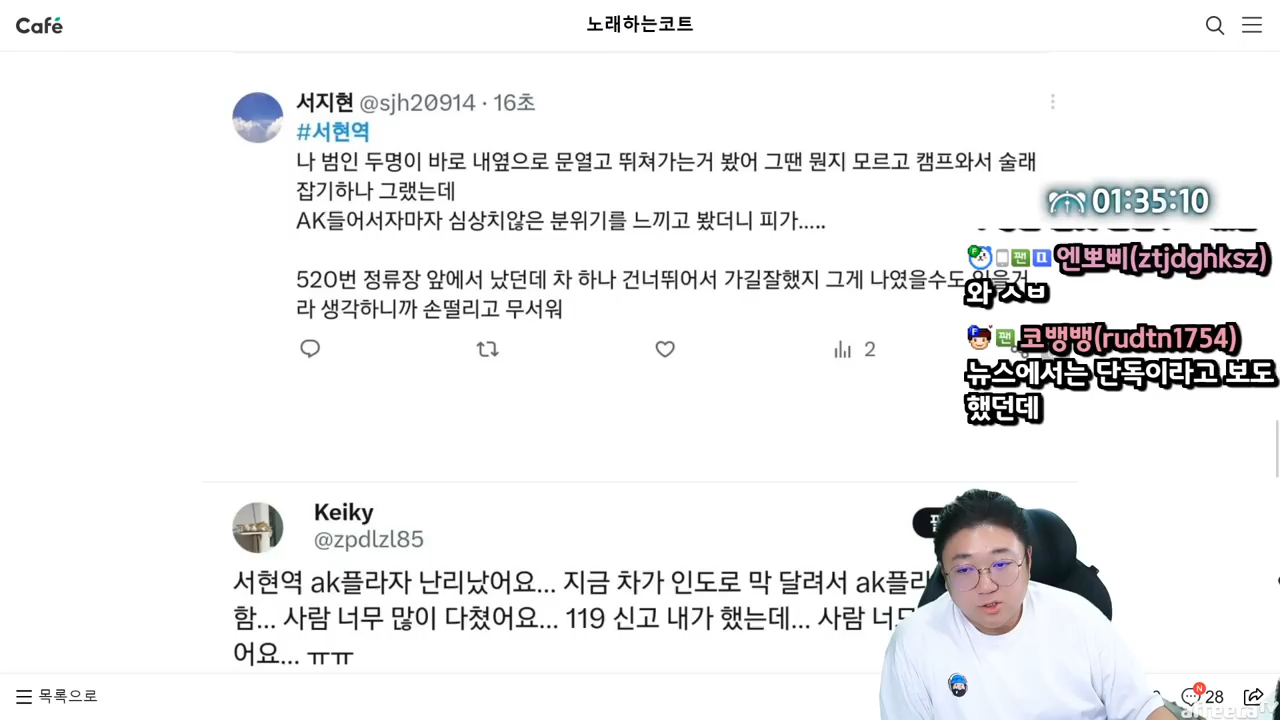 Café
노래하는코트
서지현 @sjh20914 · 16초
#서현역
나 범인 두명이 바로 내옆으로 문열고 뛰쳐가는거 봤어 그땐 뭔지 모르고 캠프와서 술래
잡기하나 그랬는데
AK들어서자마자 심상치않은 분위기를 느끼고 봤더니 피가.....
520번 정류장 앞에서 났던데 차 하나 건너뛰어서 가길잘했지 그게 나였을수도 있을거
라 생각하니까 손떨리고 무서워
2
01:35:10
엔뽀삐(ztjdghksz)
와 ㅅㅂ
코뱅뱅(rudtn1754)
뉴스에서는 단독이라고 보도
했던데
Keiky
@zpdlzl85
서현역 ak플라자 난리났어요... 지금 차가 인도로 막 달려서
함... 사람 너무 많이 다쳤어요... 119 신고 내가 했는데... 사람
어요... ㅠㅠ
목록으로
28
afreeca